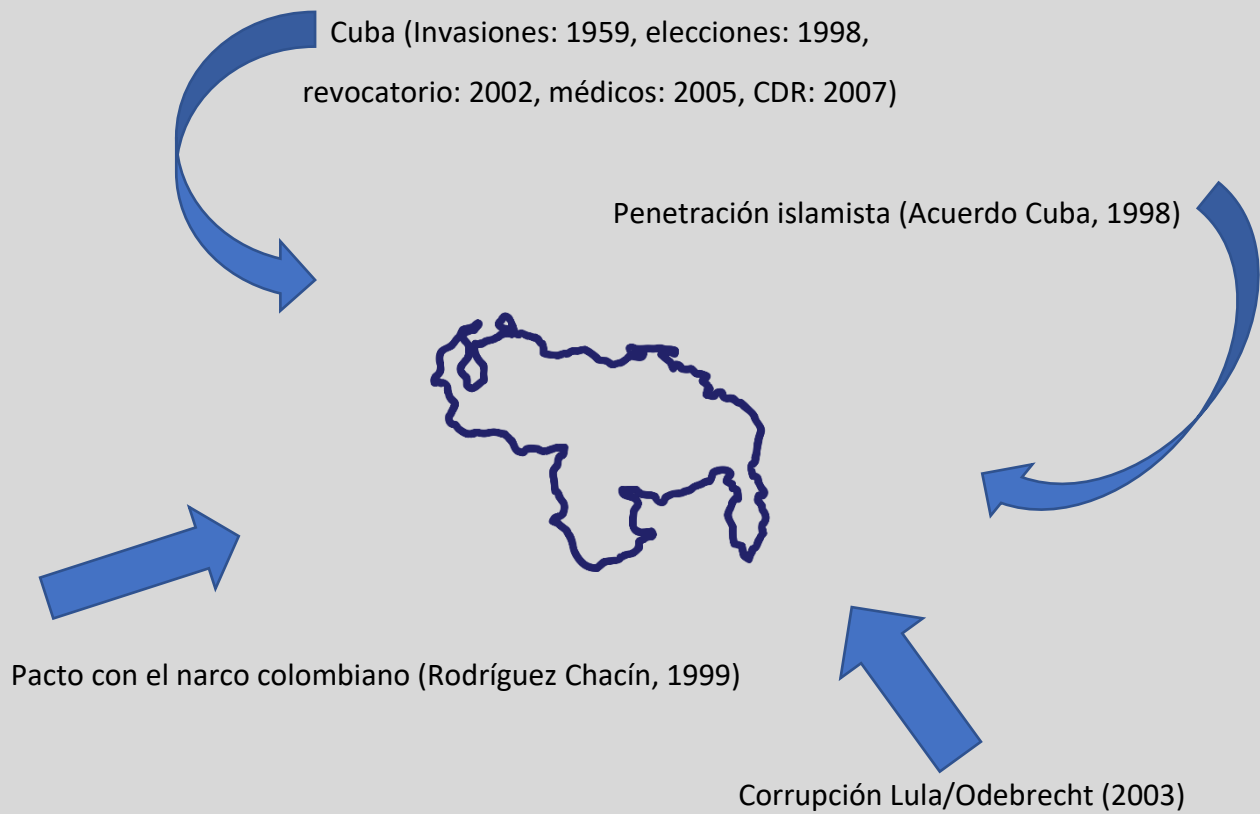 Cuba (Invasiones: 1959, elecciones: 1998,
revocatorio: 2002, médicos: 2005, CDR: 2007)
Penetración islamista (Acuerdo Cuba, 1998)
Pacto con el narco colombiano (Rodríguez Chacín, 1999)
Corrupción Lula/Odebrecht (2003)